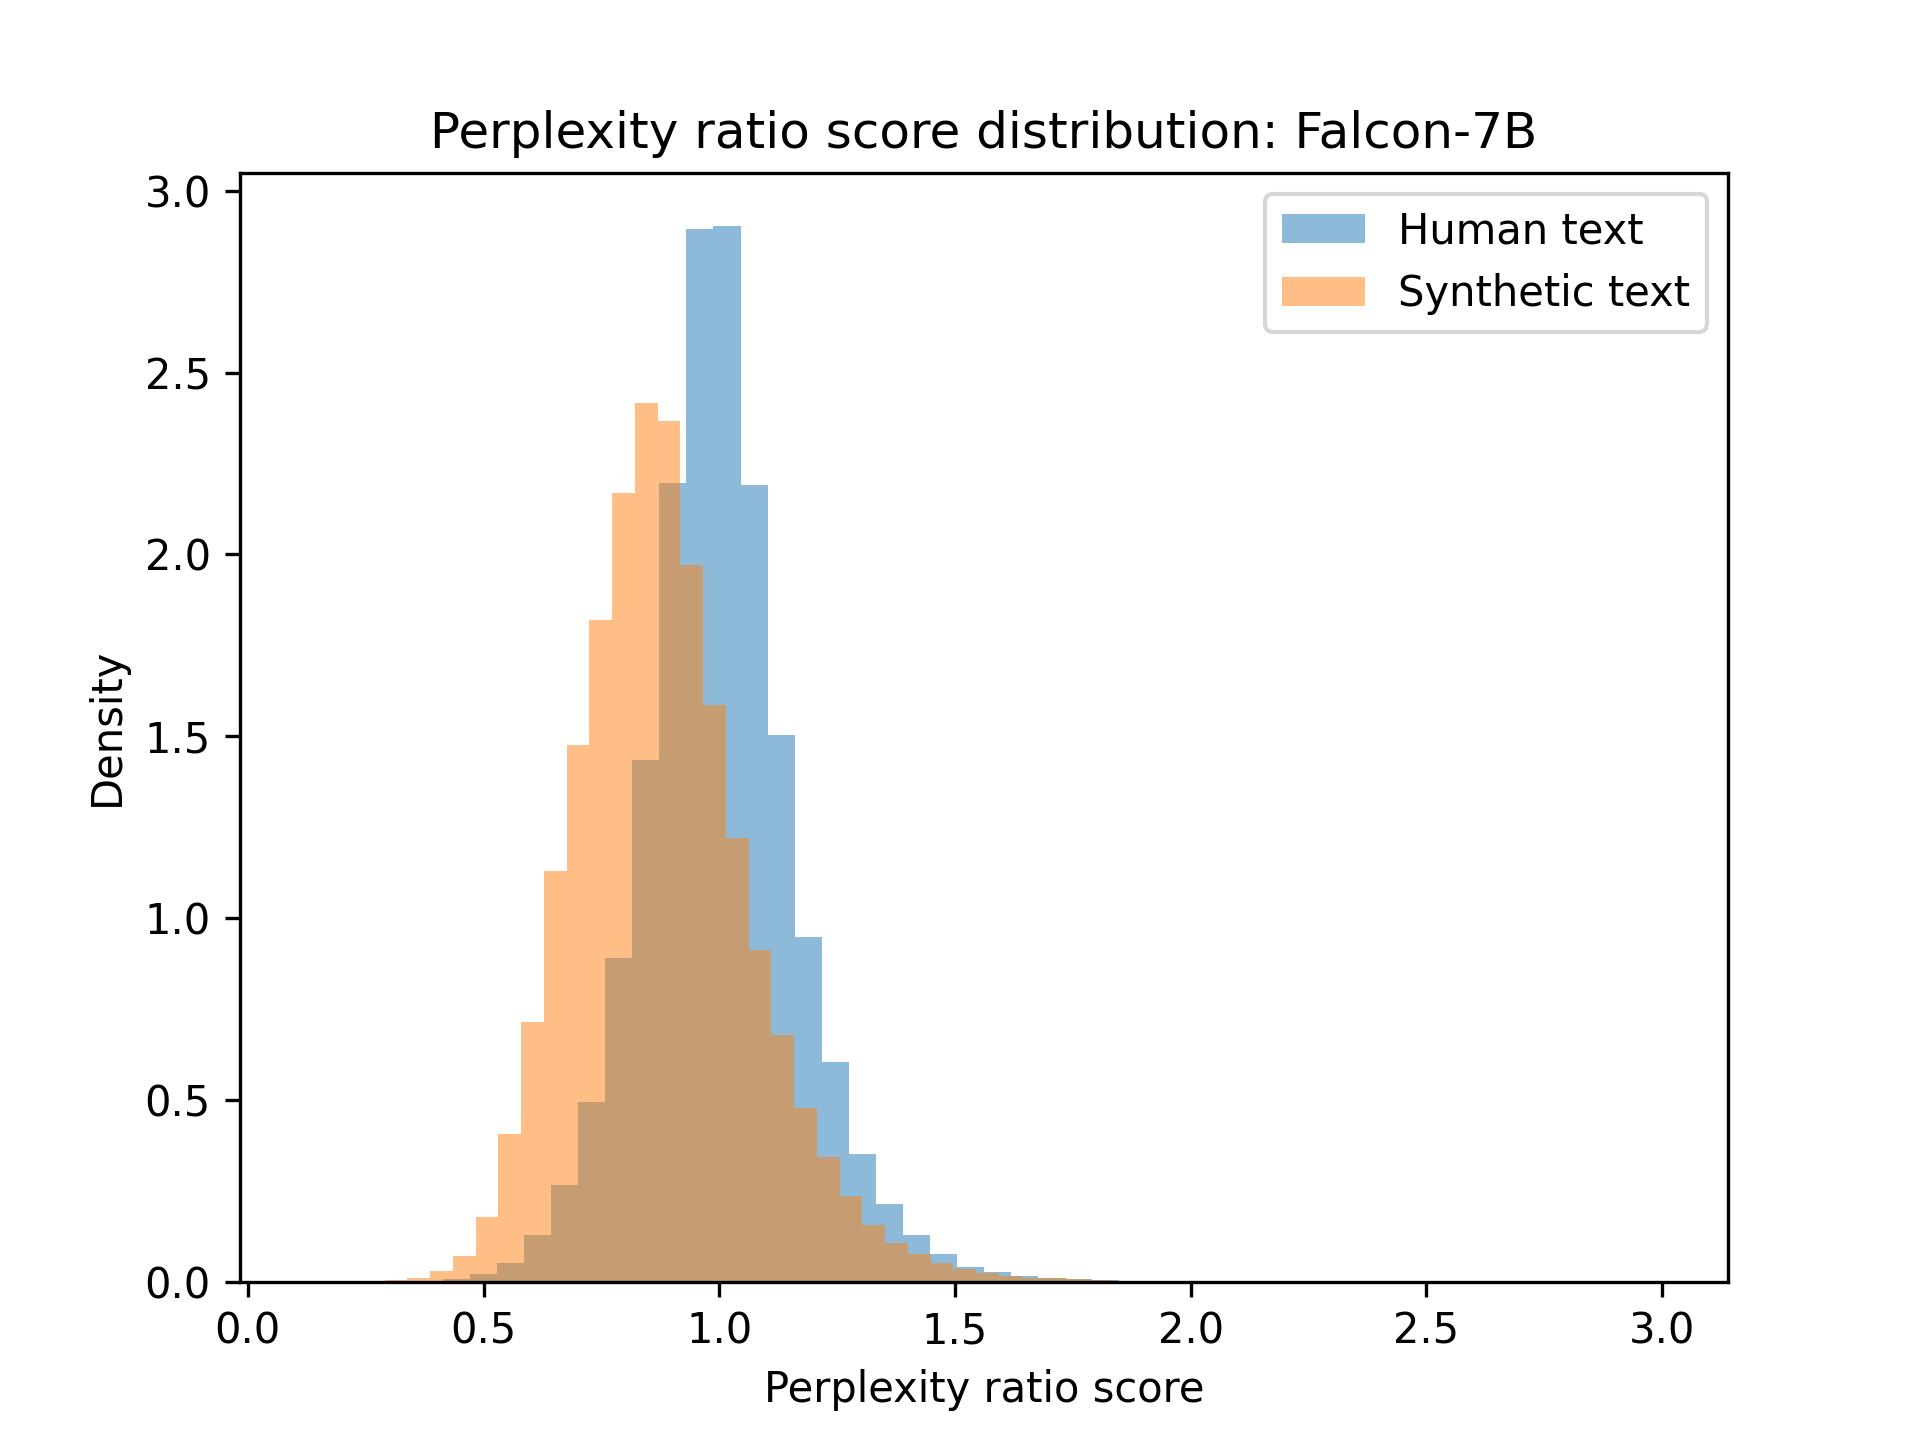 Perplexity ratio score distribution: Falcon-7B
Human text
Synthetic text
3.0
2.5
2.0
1.5
1.0
0.5
0.0
Density
0.0 0.5 1.0 1.5 2.0 2.5 3.0
Perplexity ratio score